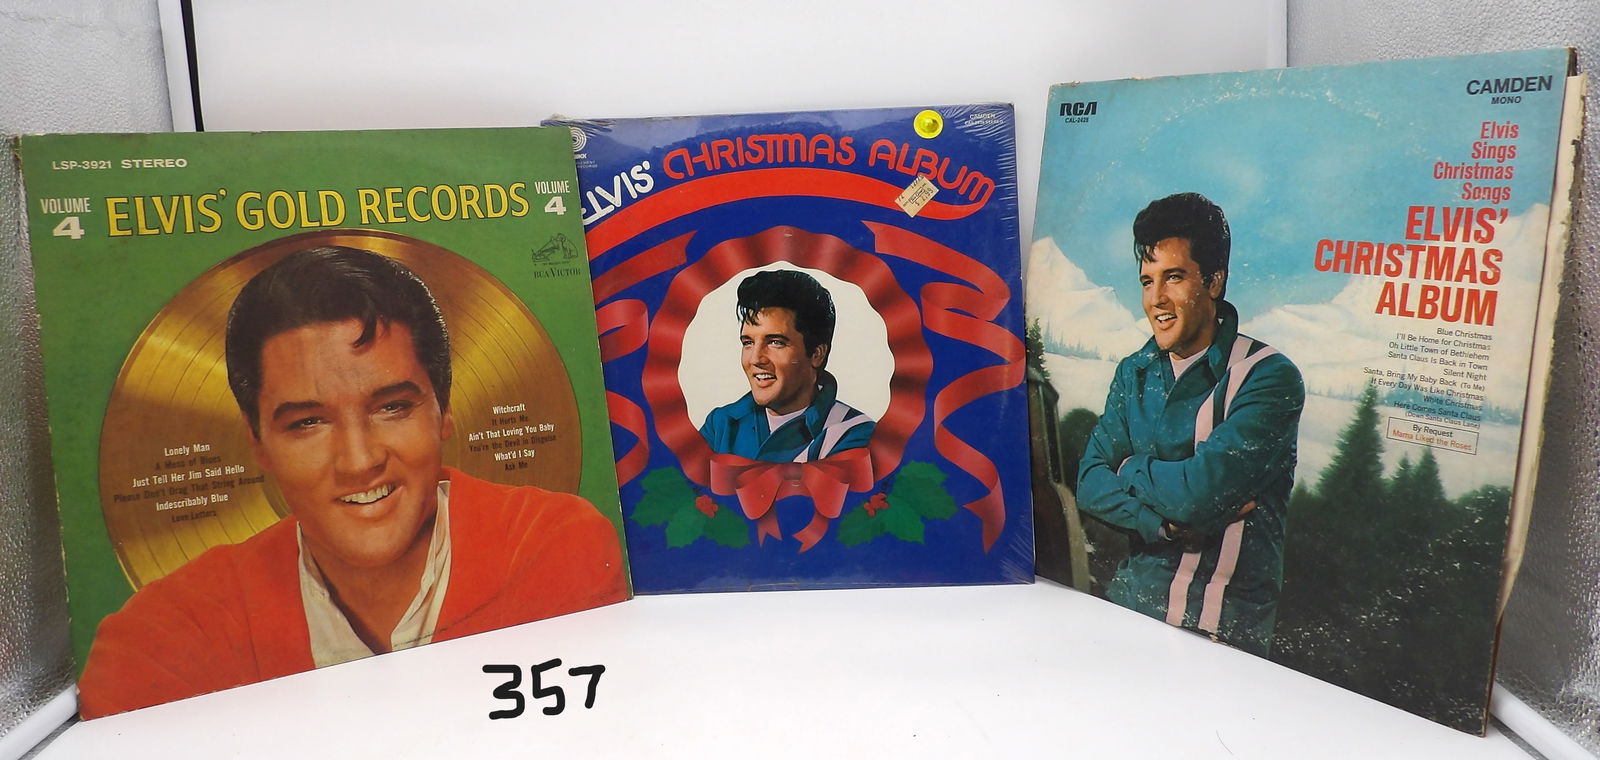 LSP-3921 STEREO
VOLUME 4
ELVIS' GOLD RECORDS
VOLUME 4
RCA VICTOR
Lonely Man
A Mess of Blues
Just Tell Her Jim Said Hello
Please Don't Drag That String Around
Indescribably Blue
Love Letters
Witchcraft
It Hurts Me
Ain't That Loving You Baby
You're the Devil in Disguise
What'd I Say
Ask Me
ELVIS' CHRISTMAS ALBUM
CAMDEN
RCA
CAL-2428
CAMDEN
MONO
Elvis
Sings
Christmas
Songs
ELVIS'
CHRISTMAS
ALBUM
Blue Christmas
I'll Be Home for Christmas
Oh Little Town of Bethlehem
Santa Claus Is Back in Town
Silent Night
Santa, Bring My Baby Back (To Me)
If Every Day Was Like Christmas
White Christmas
Here Comes Santa Claus
(Down Santa Claus Lane)
By Request
Mama Liked the Roses
357